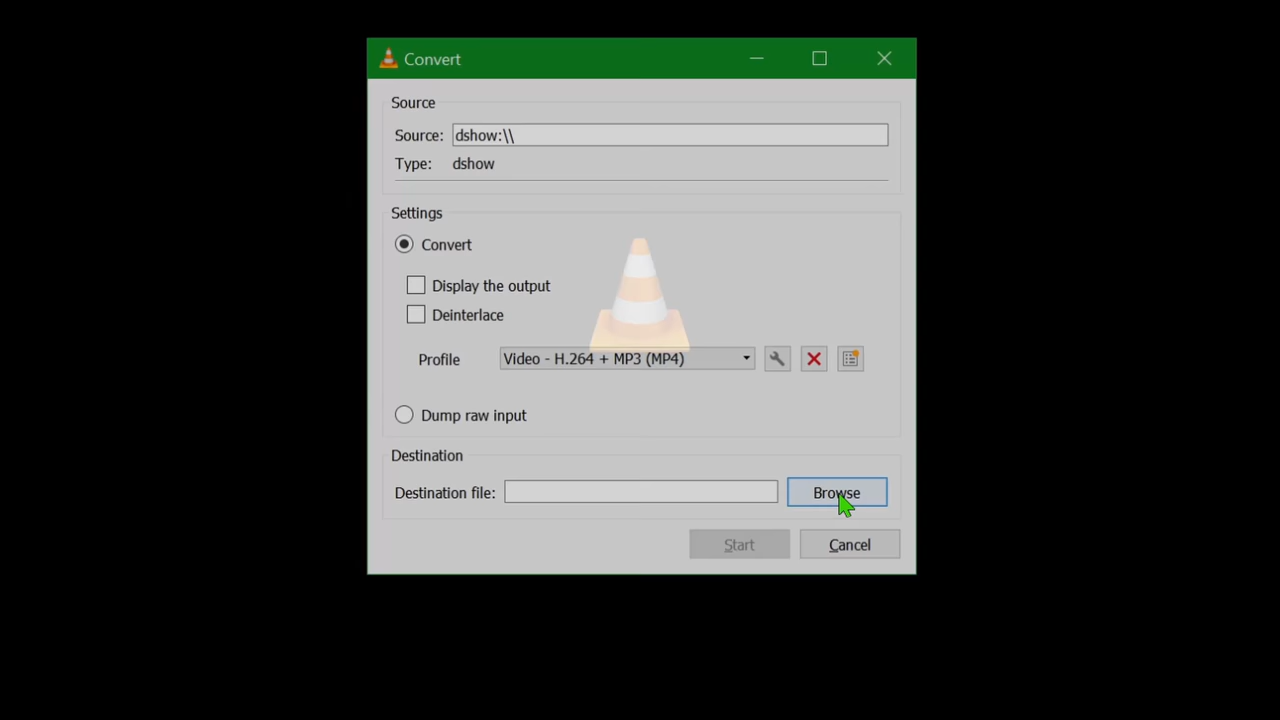 Convert
Source
Source: dshow:\\
Type: dshow
Settings
Convert
Display the output
Deinterlace
Profile Video - H.264 + MP3 (MP4)
Dump raw input
Destination
Destination file: Browse
Start Cancel